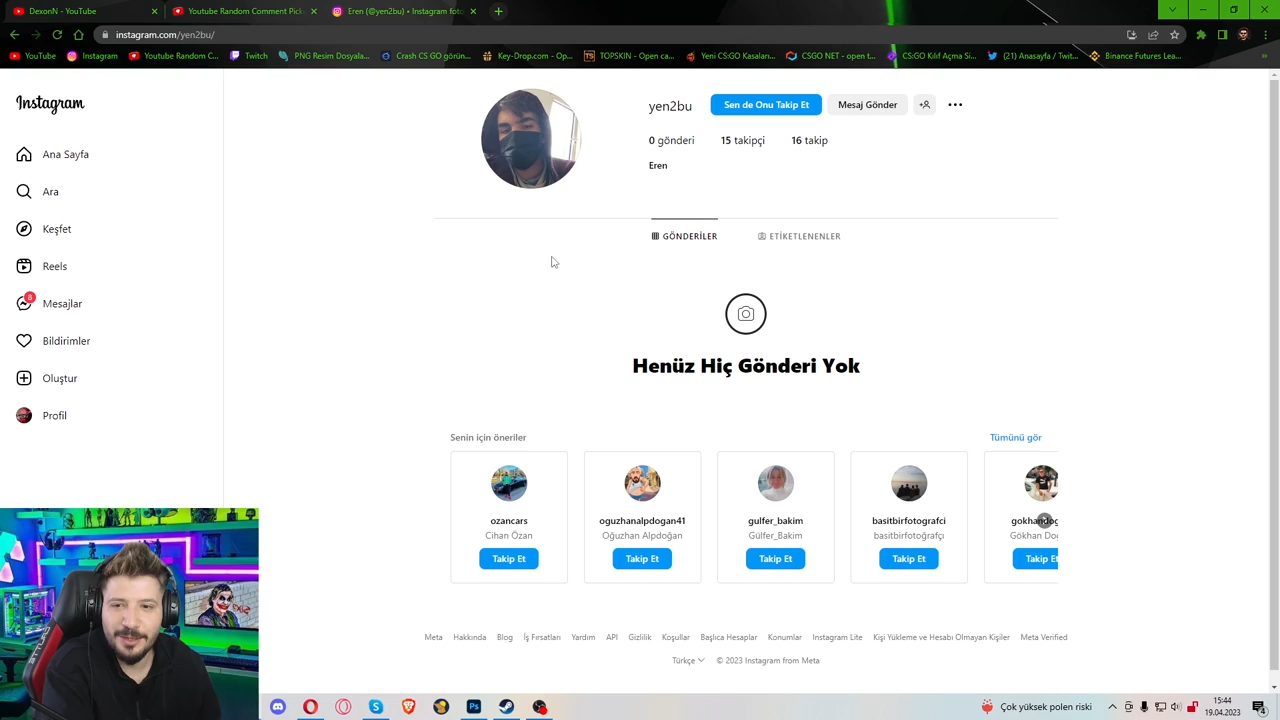 DexonN - YouTube
Youtube Random Comment Pick
Eren (@yen2bu) • Instagram foto
instagram.com/yen2bu/
YouTube
Instagram
Youtube Random C...
Twitch
PNG Resim Dosyala...
Crash CS GO görün...
Key-Drop.com - Op...
TOPSKIN - Open ca...
Yeni CS:GO Kasaları...
CSGO NET - open t...
CS:GO Kılıf Açma Si...
(21) Anasayfa / Twit...
Binance Futures Lea...
Instagram
Ana Sayfa
Ara
Keşfet
Reels
8
Mesajlar
Bildirimler
Oluştur
Profil
yen2bu
Sen de Onu Takip Et
Mesaj Gönder
0 gönderi 15 takipçi 16 takip
Eren
GÖNDERİLER
ETİKETLENENLER
Henüz Hiç Gönderi Yok
Senin için öneriler
Tümünü gör
ozancars
Cihan Özan
Takip Et
oguzhanalpdogan41
Oğuzhan Alpdoğan
Takip Et
gulfer_bakim
Gülfer_Bakim
Takip Et
basitbirfotografci
basitbirfotoğrafçı
Takip Et
Gökhan Doğ
Takip Et
Meta Hakkında Blog İş Fırsatları Yardım API Gizlilik Koşullar Başlıca Hesaplar Konumlar Instagram Lite Kişi Yükleme ve Hesabı Olmayan Kişiler Meta Verified
Türkçe © 2023 Instagram from Meta
Çok yüksek polen riski
15:44
19.04.2023